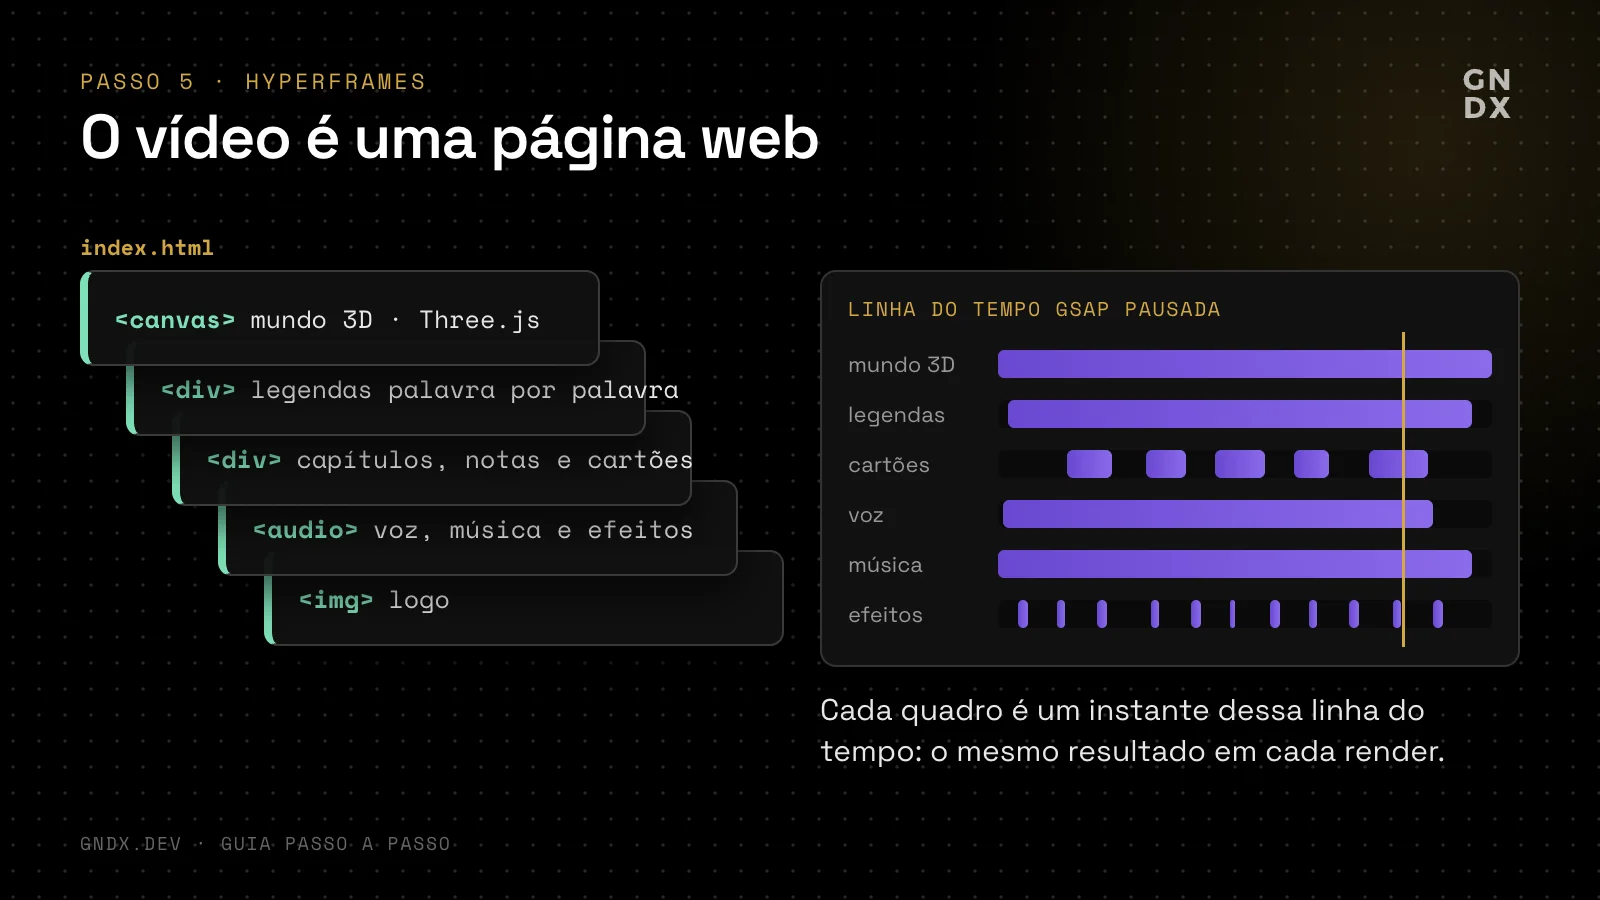 PASSO 5 · HYPERFRAMES
GN
DX
O vídeo é uma página web
index.html
<canvas> mundo 3D · Three.js
<div> legendas palavra por palavra
<div> capítulos, notas e cartões
<audio> voz, música e efeitos
<img> logo
LINHA DO TEMPO GSAP PAUSADA
mundo 3D
legendas
cartões
voz
música
efeitos
Cada quadro é um instante dessa linha do
tempo: o mesmo resultado em cada render.
GNDX.DEV · GUIA PASSO A PASSO